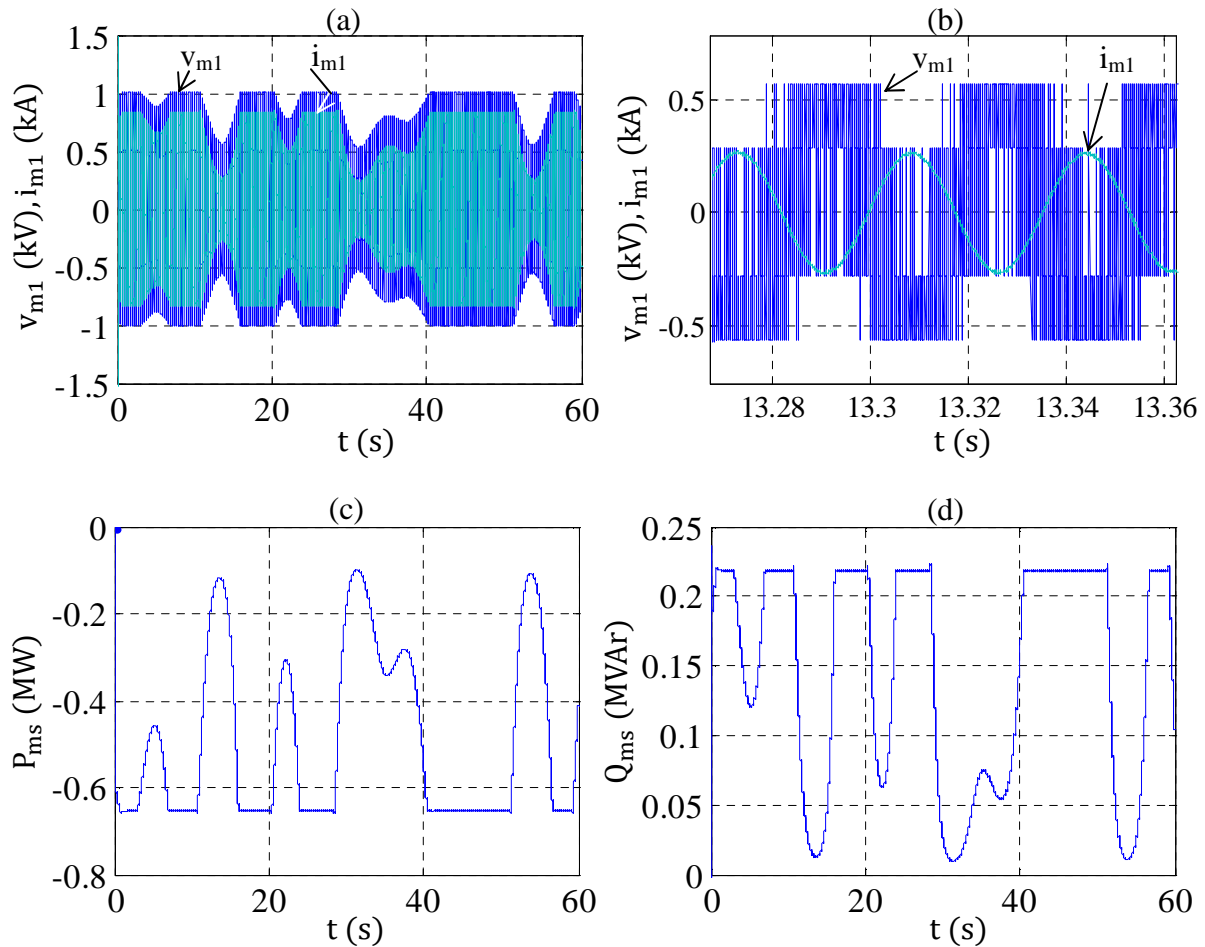 (a)
v_m1
i_m1
1.5
1
0.5
0
-0.5
-1
-1.5
v_m1 (kV), i_m1 (kA)
0
20
40
60
t (s)
(b)
v_m1
i_m1
0.5
0
-0.5
v_m1 (kV), i_m1 (kA)
13.28
13.3
13.32
13.34
13.36
t (s)
(c)
0
-0.2
-0.4
-0.6
-0.8
P_ms (MW)
0
20
40
60
t (s)
(d)
0.25
0.2
0.15
0.1
0.05
0
Q_ms (MVAr)
0
20
40
60
t (s)